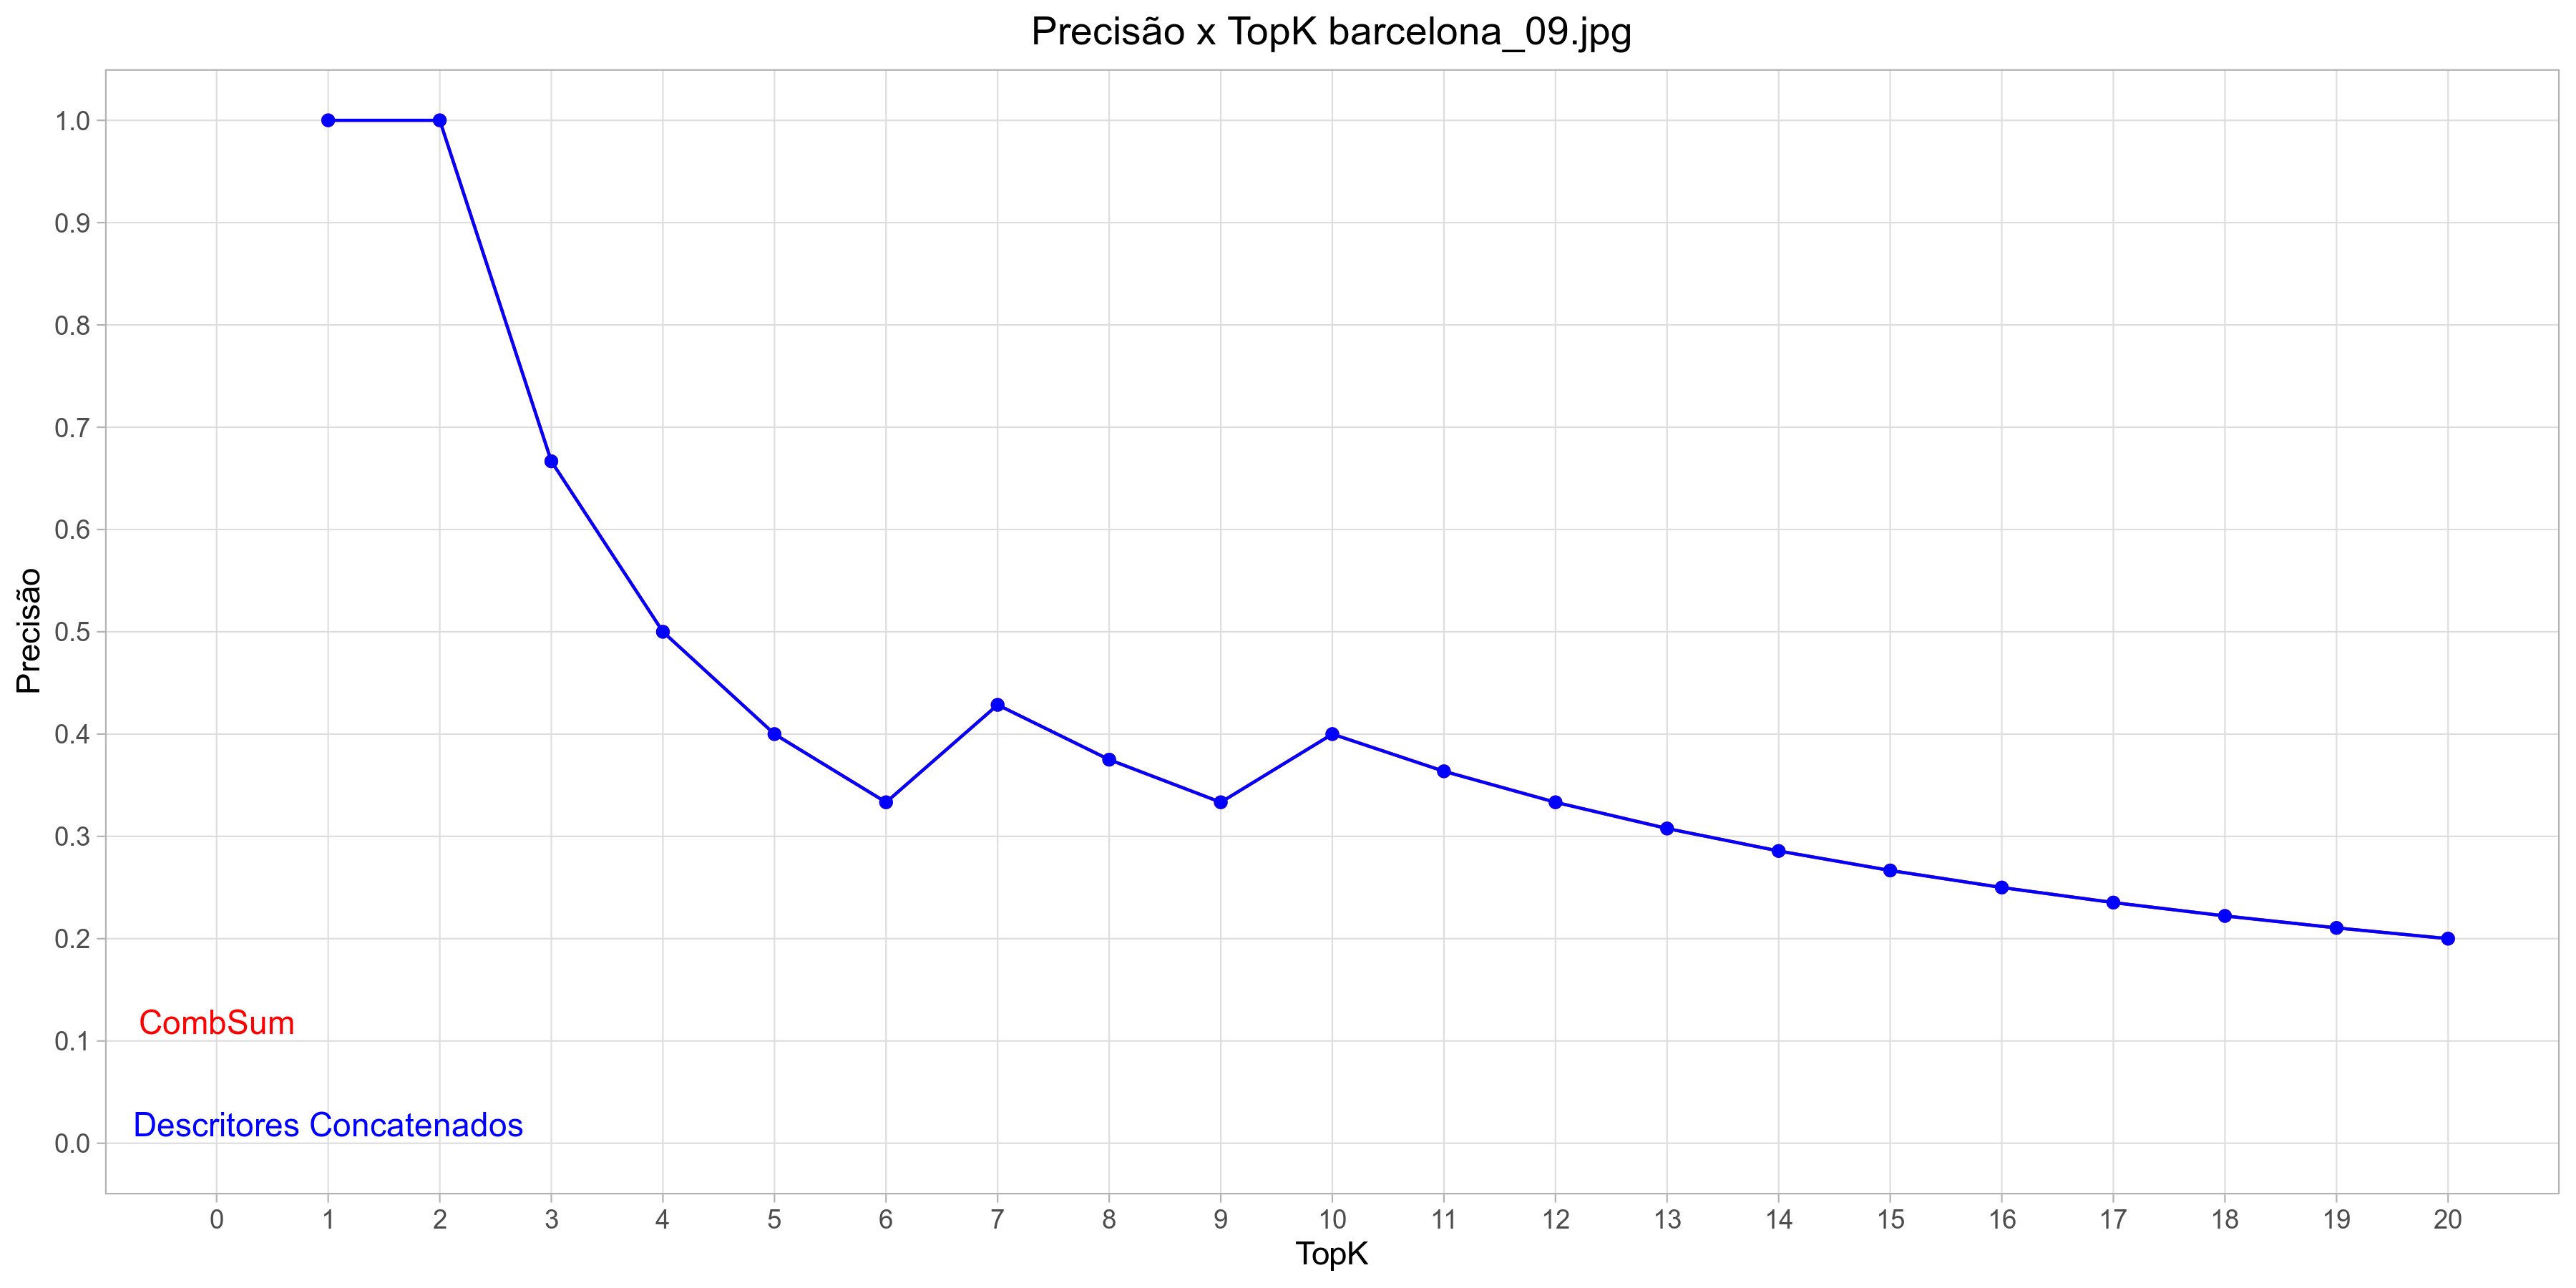 Precisão x TopK barcelona_09.jpg
1.0
0.9
0.8
0.7
0.6
0.5
0.4
0.3
0.2
0.1
0.0
Precisão
CombSum
Descritores Concatenados
0 1 2 3 4 5 6 7 8 9 10 11 12 13 14 15 16 17 18 19 20
TopK